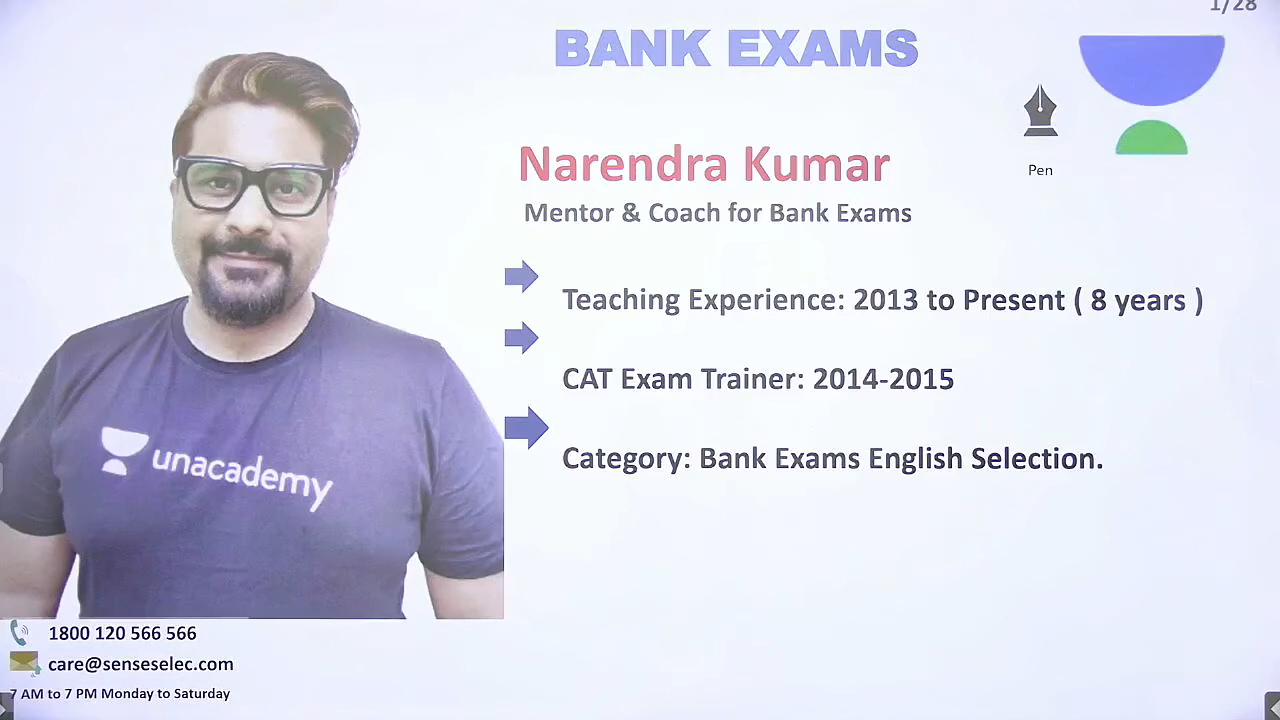 1/28
BANK EXAMS
Pen
Narendra Kumar
Mentor & Coach for Bank Exams
Teaching Experience: 2013 to Present ( 8 years )
CAT Exam Trainer: 2014-2015
Category: Bank Exams English Selection.
unacademy
1800 120 566 566
care@senseselec.com
7 AM to 7 PM Monday to Saturday